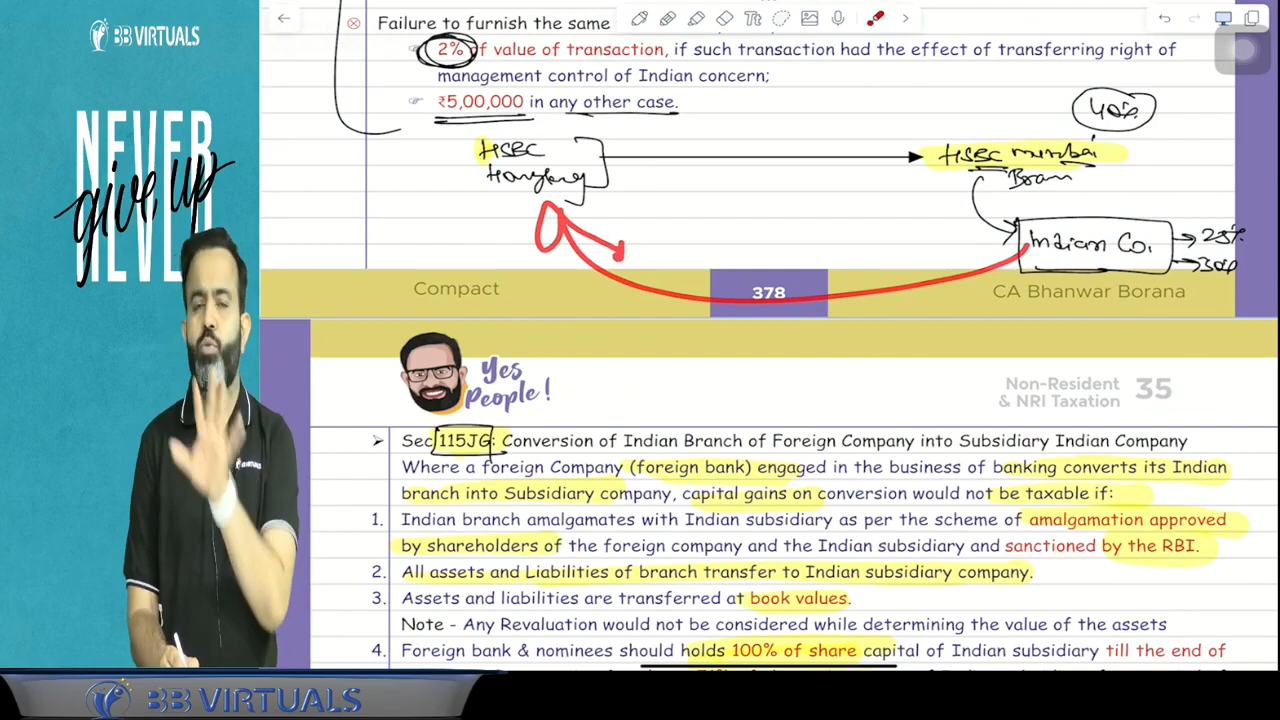 BB VIRTUALS
NEVER
give up
NEVER
Failure to furnish the same
2% of value of transaction, if such transaction had the effect of transferring right of
management control of Indian concern;
₹5,00,000 in any other case.
40%
HSBC
HSBC mumbai
Hongkong
Bran
Indian Co.
25%
30%
Compact
378
CA Bhanwar Borana
Yes
People!
Non-Resident
& NRI Taxation
35
Sec 115JG: Conversion of Indian Branch of Foreign Company into Subsidiary Indian Company
Where a foreign Company (foreign bank) engaged in the business of banking converts its Indian
branch into Subsidiary company, capital gains on conversion would not be taxable if:
1. Indian branch amalgamates with Indian subsidiary as per the scheme of amalgamation approved
by shareholders of the foreign company and the Indian subsidiary and sanctioned by the RBI.
2. All assets and Liabilities of branch transfer to Indian subsidiary company.
3. Assets and liabilities are transferred at book values.
Note - Any Revaluation would not be considered while determining the value of the assets
4. Foreign bank & nominees should holds 100% of share capital of Indian subsidiary till the end of
BB VIRTUALS